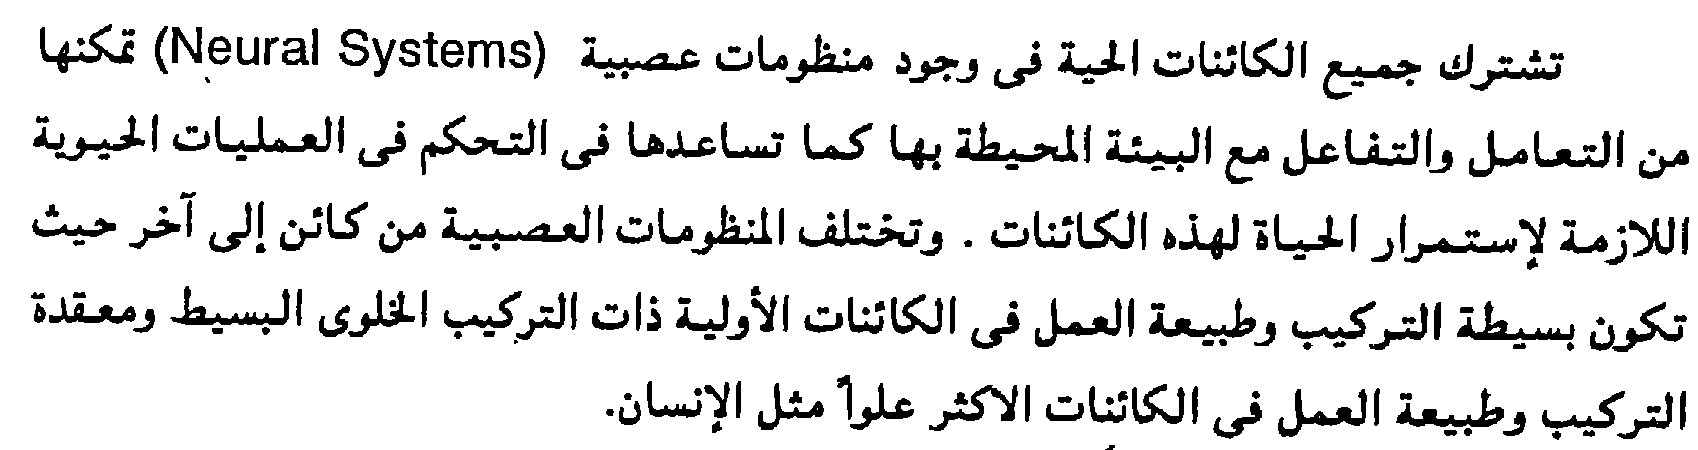 تشترك جميع الكائنات الحية فى وجود منظومات عصبية (Neural Systems) تمكنها
من التعامل والتفاعل مع البيئة المحيطة بها كما تساعدها فى التحكم فى العمليات الحيوية
اللازمة لإستمرار الحياة لهذه الكائنات . وتختلف المنظومات العصبية من كائن إلى آخر حيث
تكون بسيطة التركيب وطبيعة العمل فى الكائنات الأولية ذات التركيب الخلوى البسيط ومعقدة
التركيب وطبيعة العمل فى الكائنات الاكثر علواً مثل الإنسان.